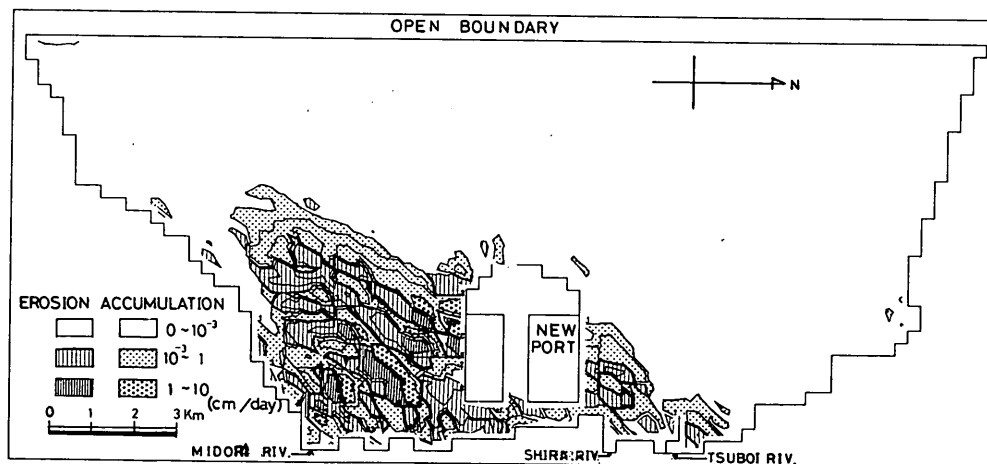 OPEN BOUNDARY
N
EROSION ACCUMULATION
0 ~ 10⁻³
10⁻³ ~ 1
1 ~ 10
(cm/day)
0 1 2 3 Km
NEW
PORT
MIDORI RIV.
SHIRA RIV.
TSUBOI RIV.